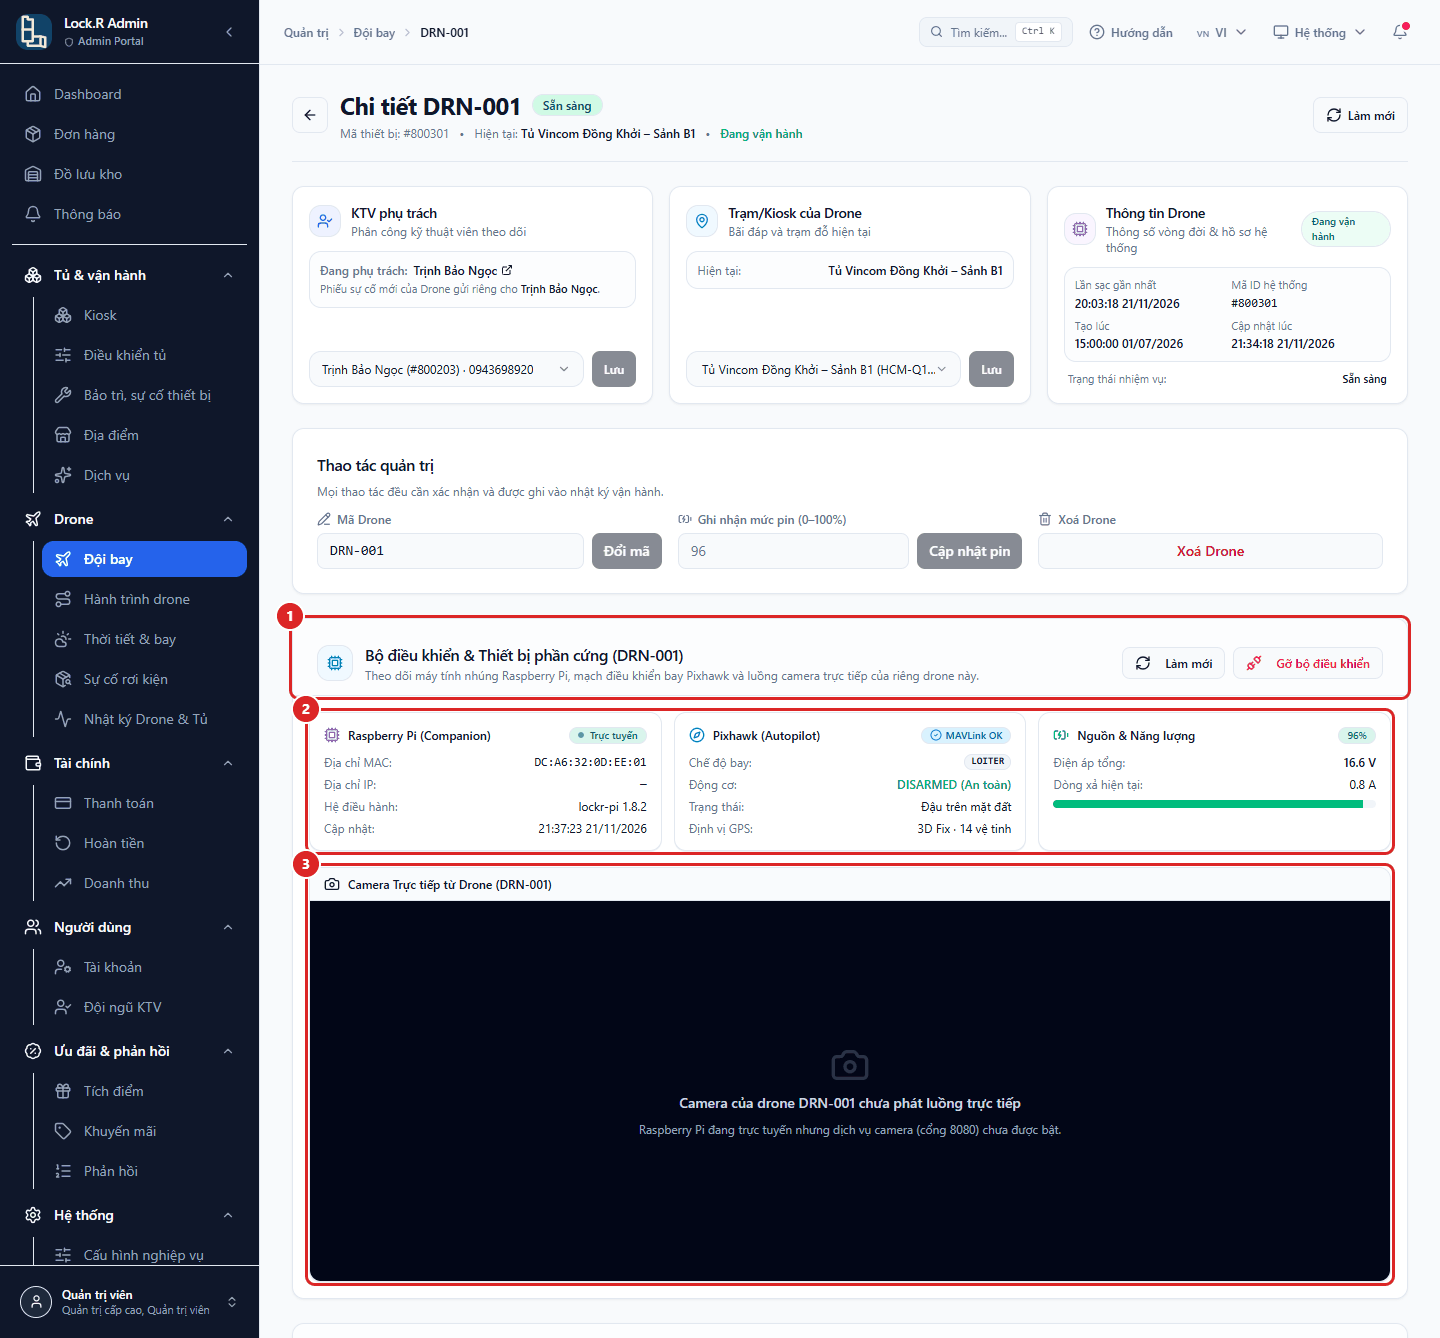 Lock.R Admin
Admin Portal
Dashboard
Đơn hàng
Đồ lưu kho
Thông báo
Tủ & vận hành
Kiosk
Điều khiển tủ
Bảo trì, sự cố thiết bị
Địa điểm
Dịch vụ
Drone
Đội bay
Hành trình drone
Thời tiết & bay
Sự cố rơi kiện
Nhật ký Drone & Tủ
Tài chính
Thanh toán
Hoàn tiền
Doanh thu
Người dùng
Tài khoản
Đội ngũ KTV
Ưu đãi & phản hồi
Tích điểm
Khuyến mãi
Phản hồi
Hệ thống
Cấu hình nghiệp vụ
Quản trị viên
Quản trị cấp cao, Quản trị viên
Quản trị > Đội bay > DRN-001
Tìm kiếm... Ctrl K
Hướng dẫn
VN VI
Hệ thống
Chi tiết DRN-001 Sẵn sàng
Mã thiết bị: #800301 • Hiện tại: Tủ Vincom Đồng Khởi – Sảnh B1 • Đang vận hành
Làm mới
KTV phụ trách
Phân công kỹ thuật viên theo dõi
Đang phụ trách: Trịnh Bảo Ngọc
Phiếu sự cố mới của Drone gửi riêng cho Trịnh Bảo Ngọc.
Trịnh Bảo Ngọc (#800203) · 0943698920
Lưu
Trạm/Kiosk của Drone
Bãi đáp và trạm đỗ hiện tại
Hiện tại: Tủ Vincom Đồng Khởi – Sảnh B1
Tủ Vincom Đồng Khởi – Sảnh B1 (HCM-Q1...
Lưu
Thông tin Drone
Thông số vòng đời & hồ sơ hệ
thống
Đang vận
hành
Lần sạc gần nhất
20:03:18 21/11/2026
Mã ID hệ thống
#800301
Tạo lúc
15:00:00 01/07/2026
Cập nhật lúc
21:34:18 21/11/2026
Trạng thái nhiệm vụ: Sẵn sàng
Thao tác quản trị
Mọi thao tác đều cần xác nhận và được ghi vào nhật ký vận hành.
Mã Drone
DRN-001
Đổi mã
Ghi nhận mức pin (0–100%)
96
Cập nhật pin
Xoá Drone
Xoá Drone
1
Bộ điều khiển & Thiết bị phần cứng (DRN-001)
Theo dõi máy tính nhúng Raspberry Pi, mạch điều khiển bay Pixhawk và luồng camera trực tiếp của riêng drone này.
Làm mới
Gỡ bộ điều khiển
2
Raspberry Pi (Companion) Trực tuyến
Địa chỉ MAC: DC:A6:32:0D:EE:01
Địa chỉ IP: –
Hệ điều hành: lockr-pi 1.8.2
Cập nhật: 21:37:23 21/11/2026
Pixhawk (Autopilot) MAVLink OK
Chế độ bay: LOITER
Động cơ: DISARMED (An toàn)
Trạng thái: Đậu trên mặt đất
Định vị GPS: 3D Fix · 14 vệ tinh
Nguồn & Năng lượng 96%
Điện áp tổng: 16.6 V
Dòng xả hiện tại: 0.8 A
3
Camera Trực tiếp từ Drone (DRN-001)
Camera của drone DRN-001 chưa phát luồng trực tiếp
Raspberry Pi đang trực tuyến nhưng dịch vụ camera (cổng 8080) chưa được bật.